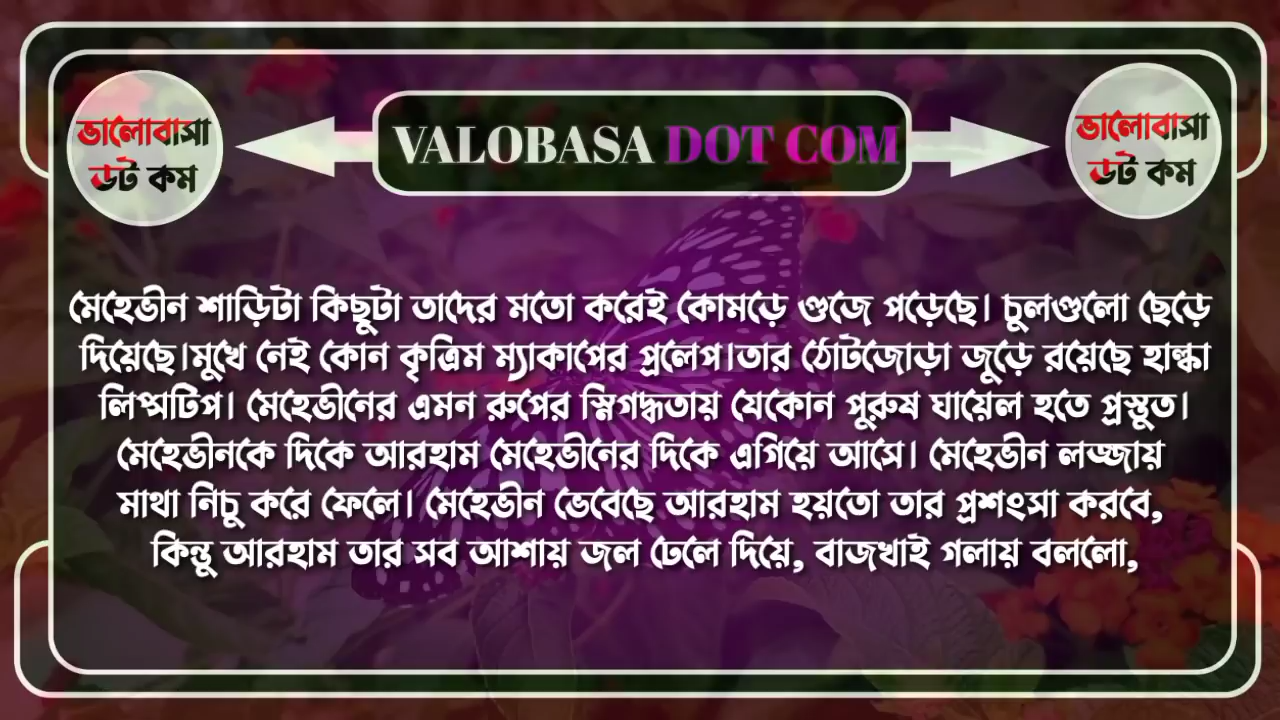 ভালোবাসা
ডট কম
VALOBASA DOT COM
ভালোবাসা
ডট কম
মেহেভীন শাড়িটা কিছুটা তাদের মতো করেই কোমড়ে গুজে পড়েছে। চুলগুলো ছেড়ে
দিয়েছে।মুখে নেই কোন কৃত্রিম ম্যাকাপের প্রলেপ।তার ঠোটজোড়া জুড়ে রয়েছে হাল্কা
লিপ্সটিপ। মেহেভীনের এমন রুপের স্নিগদ্ধতায় যেকোন পুরুষ ঘায়েল হতে প্রস্তুত।
মেহেভীনকে দিকে আরহাম মেহেভীনের দিকে এগিয়ে আসে। মেহেভীন লজ্জায়
মাথা নিচু করে ফেলে। মেহেভীন ভেবেছে আরহাম হয়তো তার প্রশংসা করবে,
কিন্তু আরহাম তার সব আশায় জল ঢেলে দিয়ে, বাজখাই গলায় বললো,